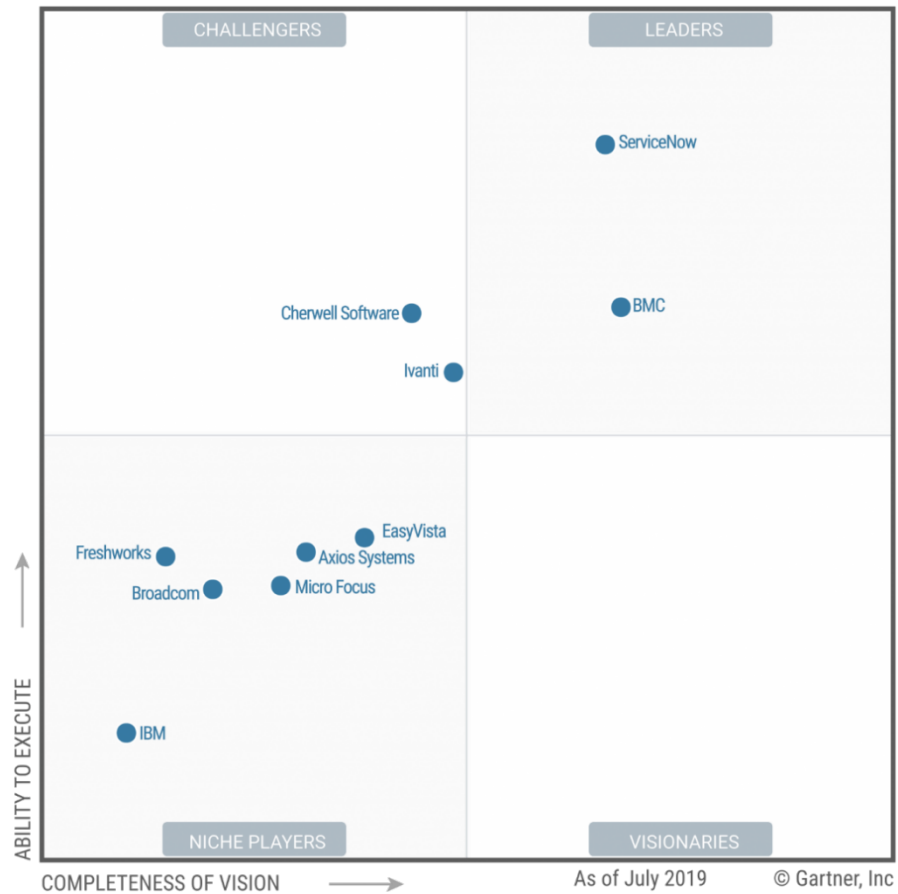 CHALLENGERS
LEADERS
ServiceNow
BMC
Cherwell Software
Ivanti
EasyVista
Freshworks
Axios Systems
Broadcom
Micro Focus
IBM
ABILITY TO EXECUTE
NICHE PLAYERS
VISIONARIES
COMPLETENESS OF VISION
As of July 2019
© Gartner, Inc